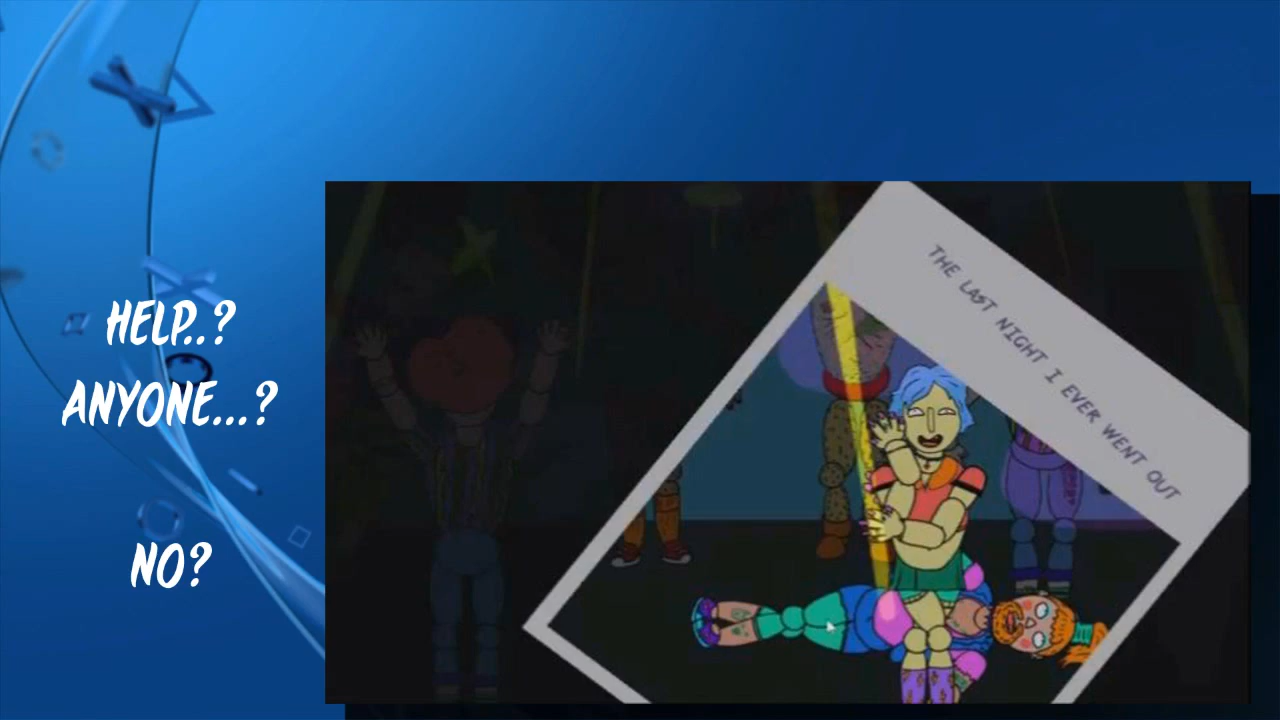 HELP..?
ANYONE...?
NO?
THE LAST NIGHT I EVER WENT OUT